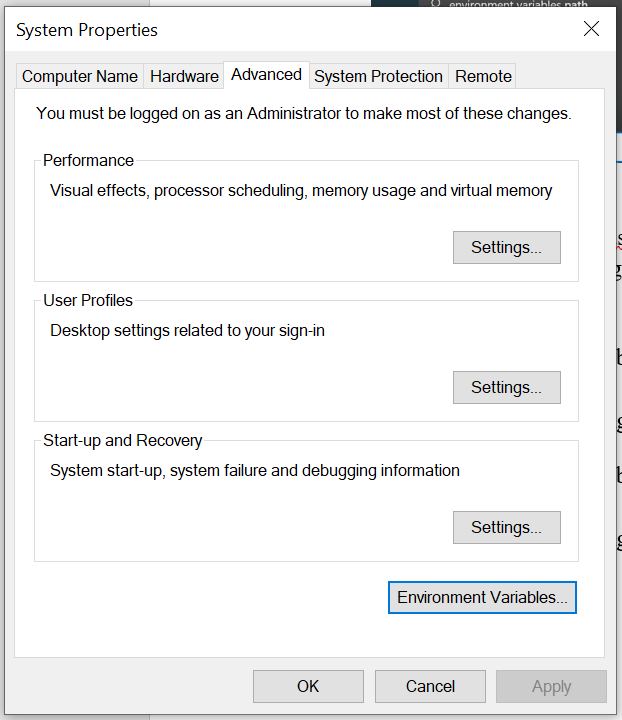 environment variables path
System Properties
Computer Name Hardware Advanced System Protection Remote
You must be logged on as an Administrator to make most of these changes.
Performance
Visual effects, processor scheduling, memory usage and virtual memory
Settings...
User Profiles
Desktop settings related to your sign-in
Settings...
Start-up and Recovery
System start-up, system failure and debugging information
Settings...
Environment Variables...
OK Cancel Apply